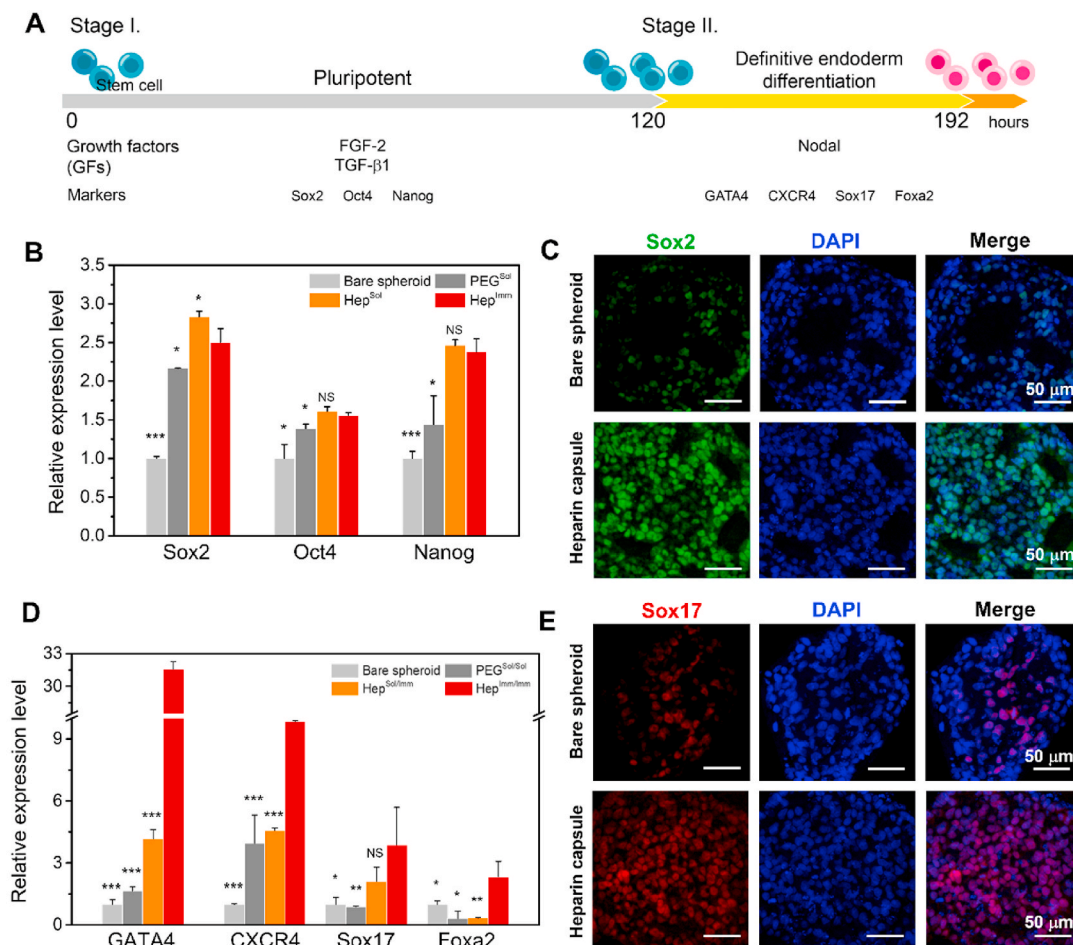 A
Stage I.
Stage II.
Stem cell
Pluripotent
Definitive endoderm
differentiation
0
120
192
hours
Growth factors
(GFs)
FGF-2
TGF-β1
Nodal
Markers
Sox2 Oct4 Nanog
GATA4 CXCR4 Sox17 Foxa2
B
Relative expression level
3.5
3.0
2.5
2.0
1.5
1.0
0.5
0.0
Bare spheroid
PEG^Sol
Hep^Sol
Hep^Imm
***
*
*
*
*
NS
***
*
NS
Sox2
Oct4
Nanog
C
Sox2
DAPI
Merge
Bare spheroid
50 μm
Heparin capsule
50 μm
D
Relative expression level
33
30
9
6
3
0
Bare spheroid
PEG^Sol/Sol
Hep^Sol/Imm
Hep^Imm/Imm
***
***
***
***
***
***
*
**
NS
*
*
**
GATA4
CXCR4
Sox17
Foxa2
E
Sox17
DAPI
Merge
Bare spheroid
50 μm
Heparin capsule
50 μm